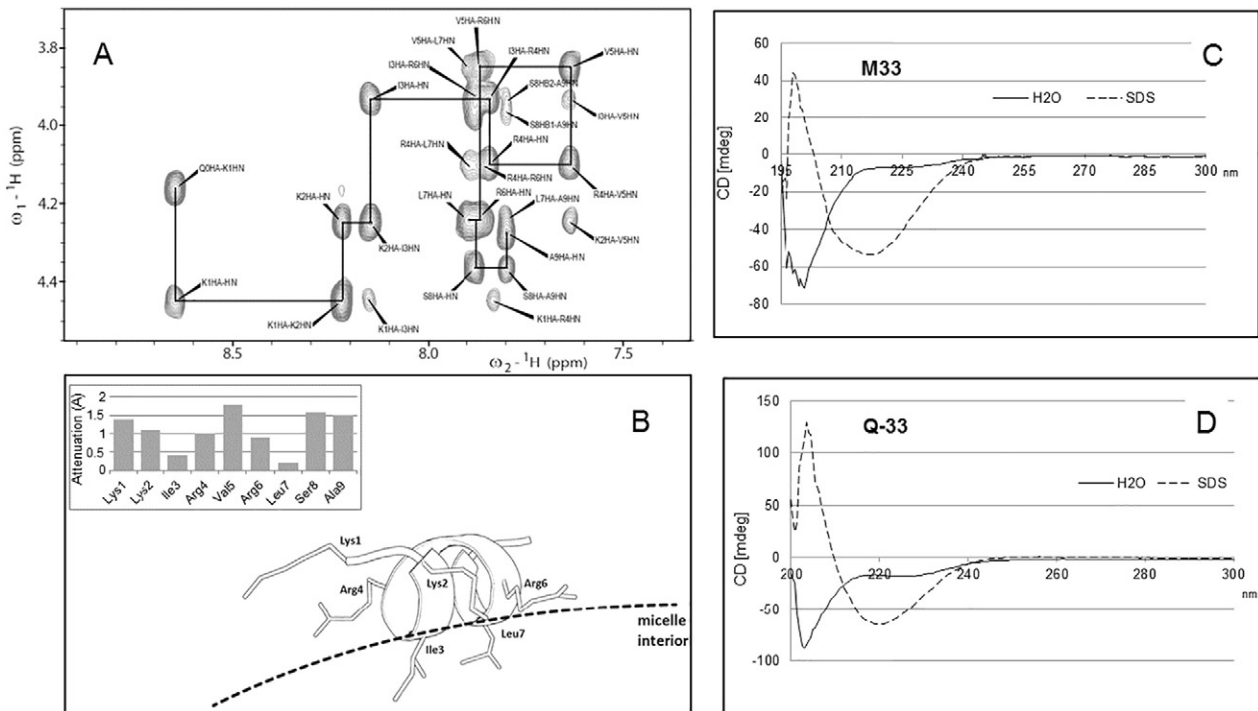 A
V5HA-R6HN
V5HA-L7HN
I3HA-R4HN
V5HA-HN
I3HA-R6HN
I3HA-HN
S8HB2-A9HN
I3HA-V5HN
S8HB1-A9HN
R4HA-L7HN
R4HA-HN
Q0HA-K1HN
R4HA-R6HN
R4HA-V5HN
K2HA-HN
L7HA-HN
R6HA-HN
L7HA-A9HN
K2HA-I3HN
A9HA-HN
K2HA-V5HN
K1HA-HN
S8HA-HN
S8HA-A9HN
K1HA-K2HN
K1HA-I3HN
K1HA-R4HN
3.8
4.0
4.2
4.4
ω1 - 1H (ppm)
8.5
8.0
7.5
ω2 - 1H (ppm)
B
Attenuation (A)
2
1.5
1
0.5
0
Lys1
Lys2
Ile3
Arg4
Val5
Arg6
Leu7
Ser8
Ala9
Lys1
Arg4
Lys2
Arg6
Ile3
Leu7
micelle
interior
C
M33
H2O
SDS
CD [mdeg]
60
40
20
0
-20
-40
-60
-80
195
210
225
240
255
270
285
300
nm
D
Q-33
H2O
SDS
CD [mdeg]
150
100
50
0
-50
-100
200
220
240
260
280
300
nm